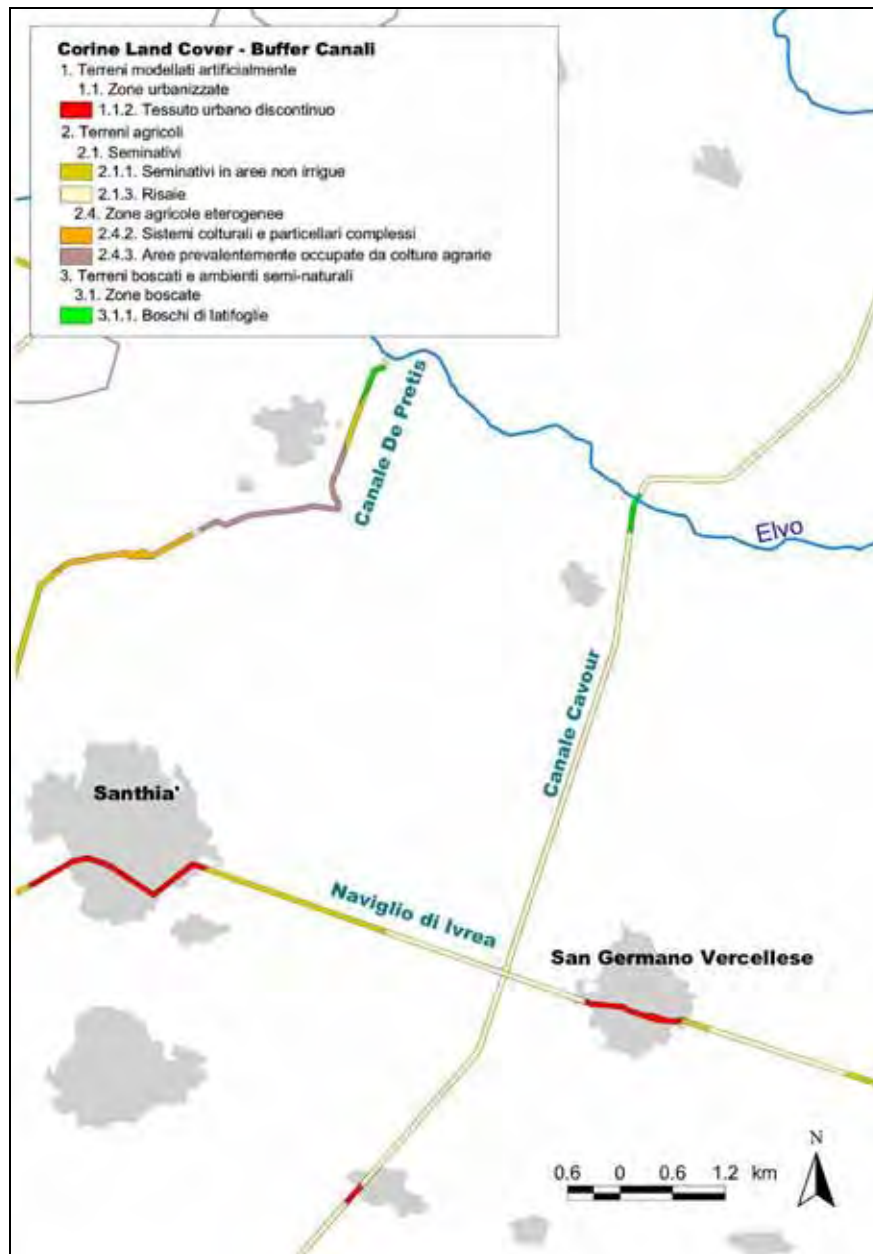 Corine Land Cover - Buffer Canali
1. Terreni modellati artificialmente
1.1. Zone urbanizzate
1.1.2. Tessuto urbano discontinuo
2. Terreni agricoli
2.1. Seminativi
2.1.1. Seminativi in aree non irrigue
2.1.3. Risaie
2.4. Zone agricole eterogenee
2.4.2. Sistemi colturali e particellari complessi
2.4.3. Aree prevalentemente occupate da colture agrarie
3. Terreni boscati e ambienti semi-naturali
3.1. Zone boscate
3.1.1. Boschi di latifoglie
Canale De Pretis
Elvo
Canale Cavour
Santhia'
Naviglio di Ivrea
San Germano Vercellese
N
0.6 0 0.6 1.2 km